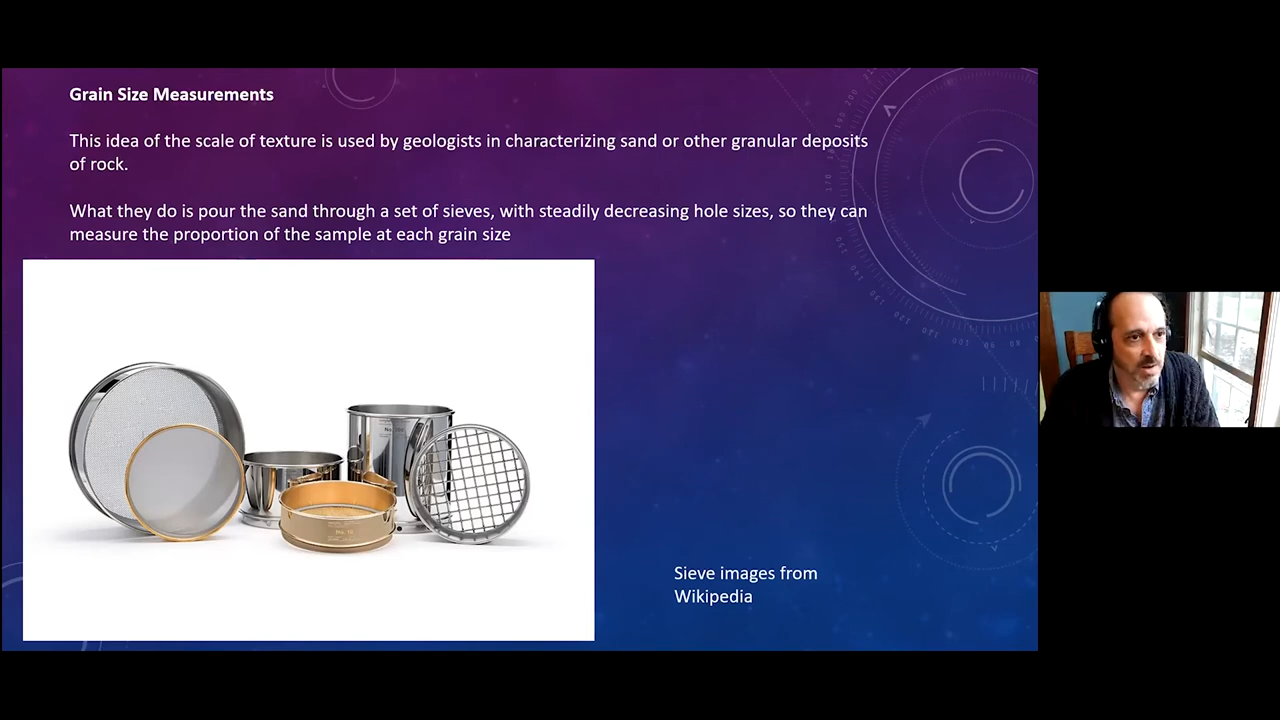 Grain Size Measurements
This idea of the scale of texture is used by geologists in characterizing sand or other granular deposits
of rock.
What they do is pour the sand through a set of sieves, with steadily decreasing hole sizes, so they can
measure the proportion of the sample at each grain size
Sieve images from
Wikipedia